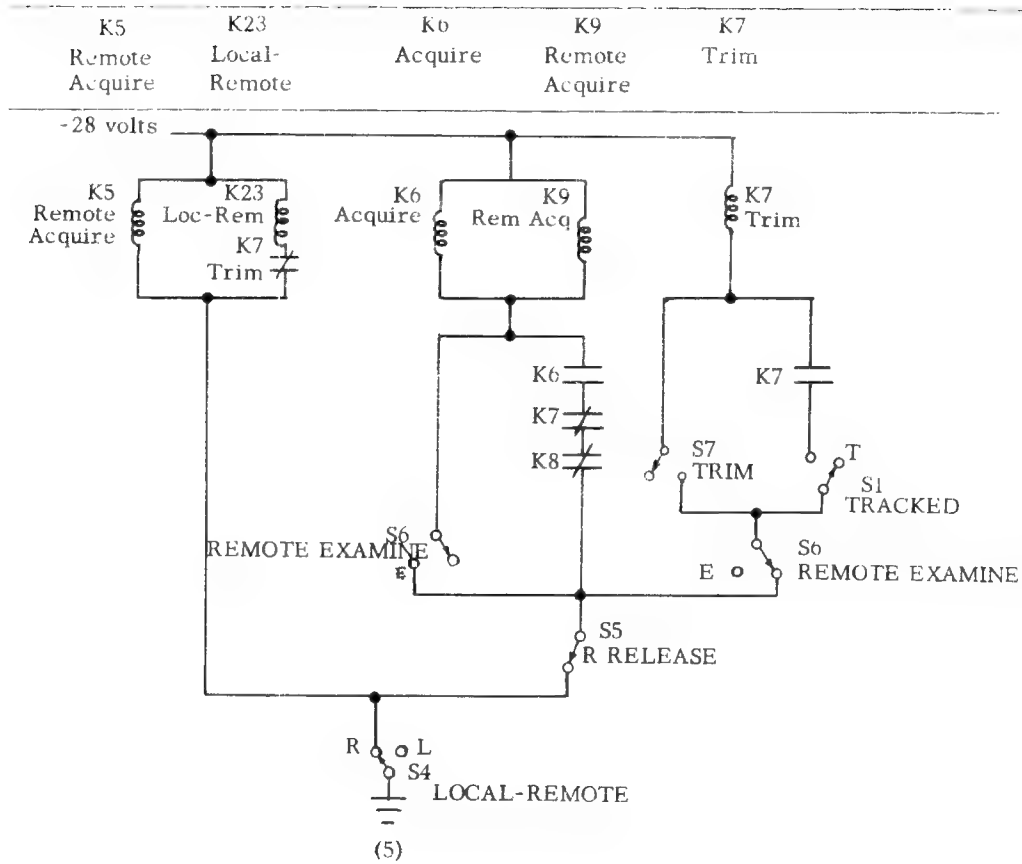 K5 K23 K6 K9 K7
Remote Local- Acquire Remote Trim
Acquire Remote Acquire
-28 volts
K5
Remote
Acquire
K23
Loc-Rem
K7
Trim
K6
Acquire
K9
Rem Acq
K7
Trim
K6
K7
K8
K7
S7
TRIM
T
S1
TRACKED
S6
REMOTE EXAMINE
E
E
S6
REMOTE EXAMINE
S5
R RELEASE
R
L
S4
LOCAL-REMOTE
(5)